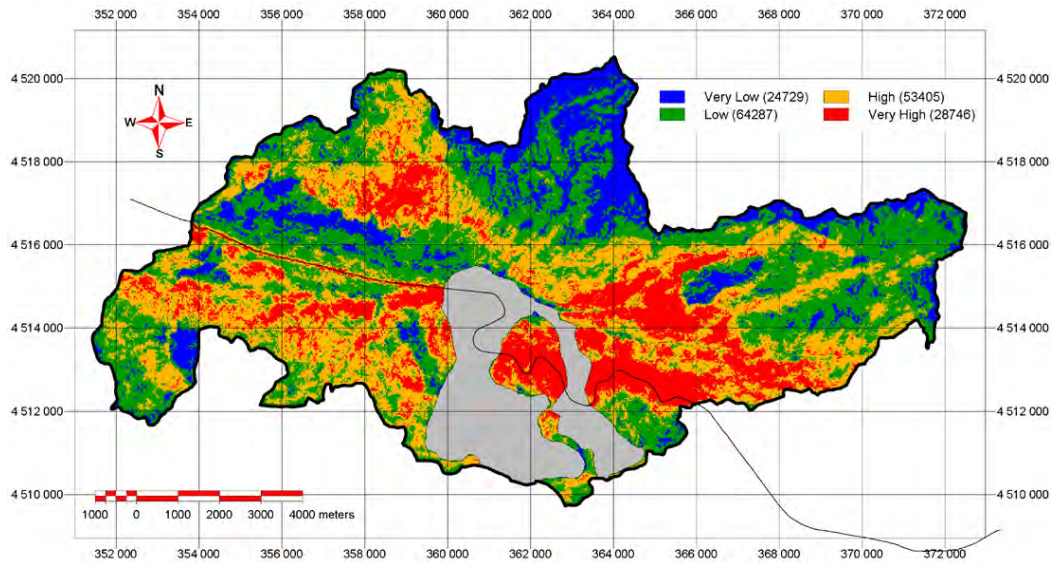 352 000 354 000 356 000 358 000 360 000 362 000 364 000 366 000 368 000 370 000 372 000
4 520 000 4 520 000
N
W E
S
Very Low (24729) High (53405)
Low (64287) Very High (28746)
4 518 000 4 518 000
4 516 000 4 516 000
4 514 000 4 514 000
4 512 000 4 512 000
4 510 000 4 510 000
1000 0 1000 2000 3000 4000 meters
352 000 354 000 356 000 358 000 360 000 362 000 364 000 366 000 368 000 370 000 372 000